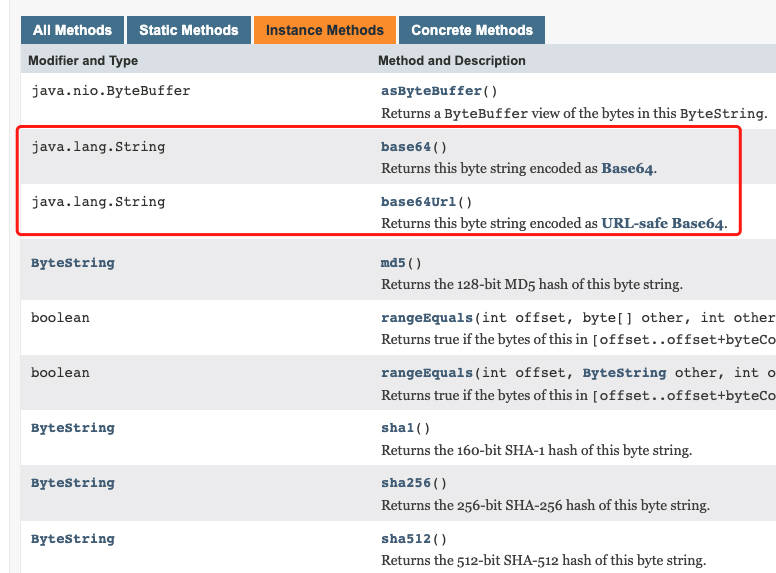 All Methods Static Methods Instance Methods Concrete Methods
Modifier and Type Method and Description
java.nio.ByteBuffer asByteBuffer()
Returns a ByteBuffer view of the bytes in this ByteString.
java.lang.String base64()
Returns this byte string encoded as Base64.
java.lang.String base64Url()
Returns this byte string encoded as URL-safe Base64.
ByteString md5()
Returns the 128-bit MD5 hash of this byte string.
boolean rangeEquals(int offset, byte[] other, int other
Returns true if the bytes of this in [offset..offset+byteCo
boolean rangeEquals(int offset, ByteString other, int o
Returns true if the bytes of this in [offset..offset+byteCo
ByteString sha1()
Returns the 160-bit SHA-1 hash of this byte string.
ByteString sha256()
Returns the 256-bit SHA-256 hash of this byte string.
ByteString sha512()
Returns the 512-bit SHA-512 hash of this byte string.